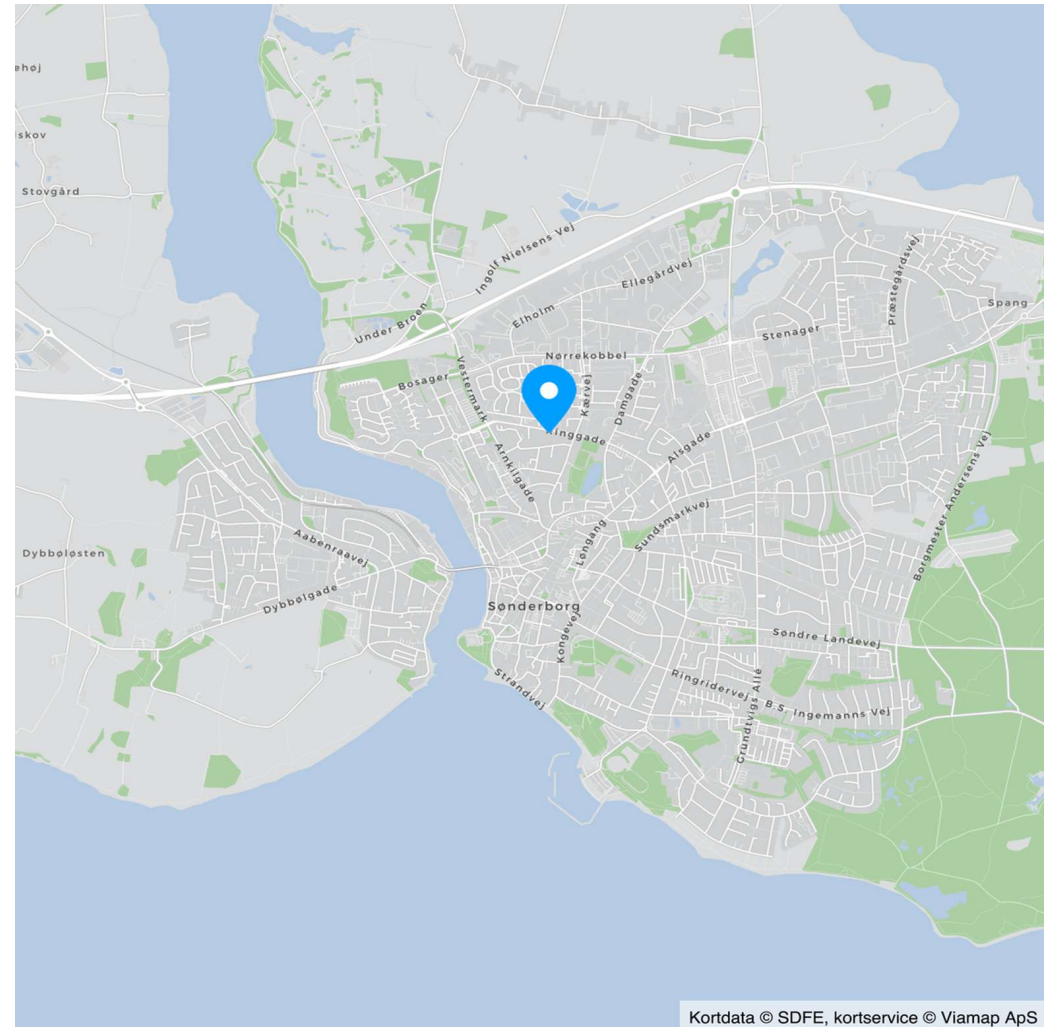 ehøj
skov
Stovgård
Ingolf Nielsens Vej
Under Broen
Elholm
Ellegårdvej
Præstegårdsvej
Spang
Stenager
Nørrekobbel
Bosager
Vestermark
Kærvej
Damgade
Ringgade
Alsgade
Arnkilgade
Borgmester Andersens Vej
Sundsmarkvej
Løngang
Aabenraavej
Dybbøløsten
Dybbølgade
Sønderborg
Kongevej
Søndre Landevej
Strandvej
Ringridervej
Grundtvigs Allé
B.S. Ingemanns Vej
Kortdata © SDFE, kortservice © Viamap ApS